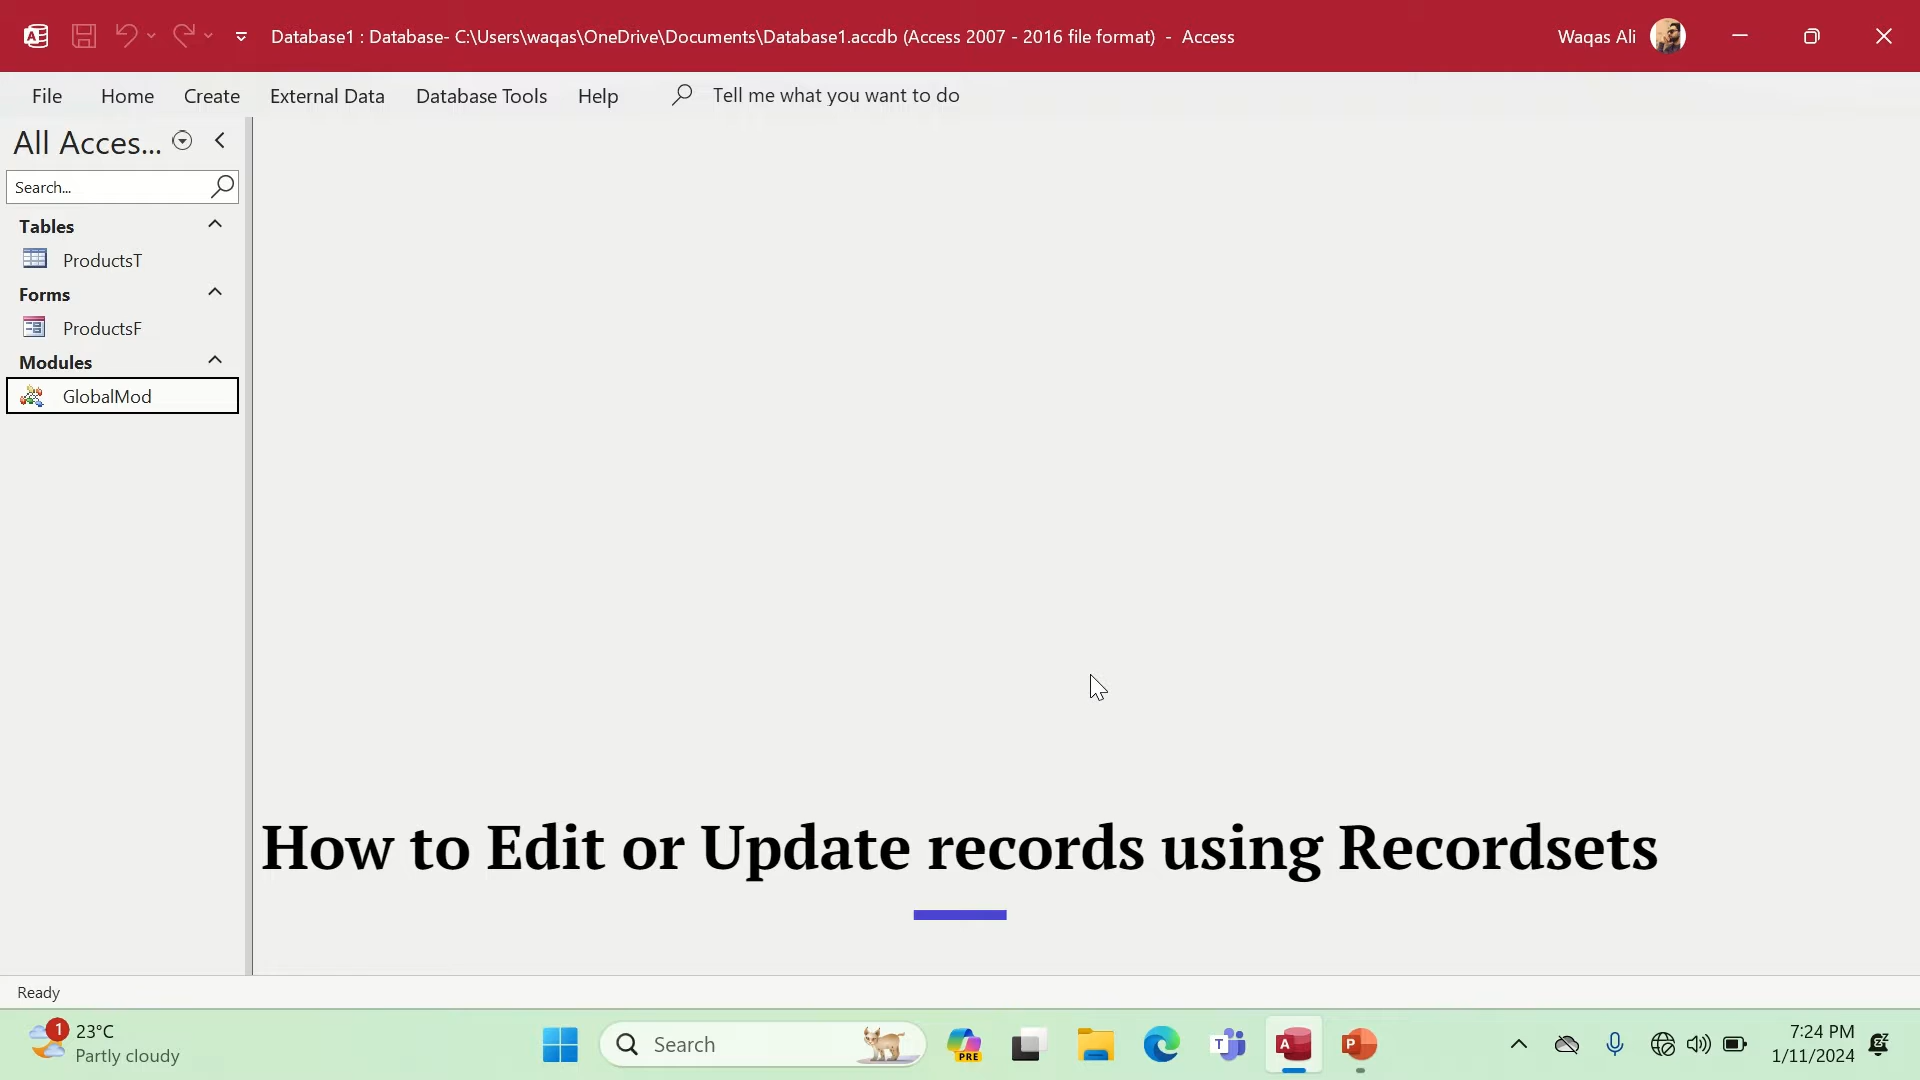 Database1 : Database- C:\Users\waqas\OneDrive\Documents\Database1.accdb (Access 2007 - 2016 file format) - Access
Waqas Ali
File Home Create External Data Database Tools Help Tell me what you want to do
All Acces...
Search...
Tables
ProductsT
Forms
ProductsF
Modules
GlobalMod
How to Edit or Update records using Recordsets
Ready
1
23°C
Partly cloudy
Search
PRE
7:24 PM
1/11/2024